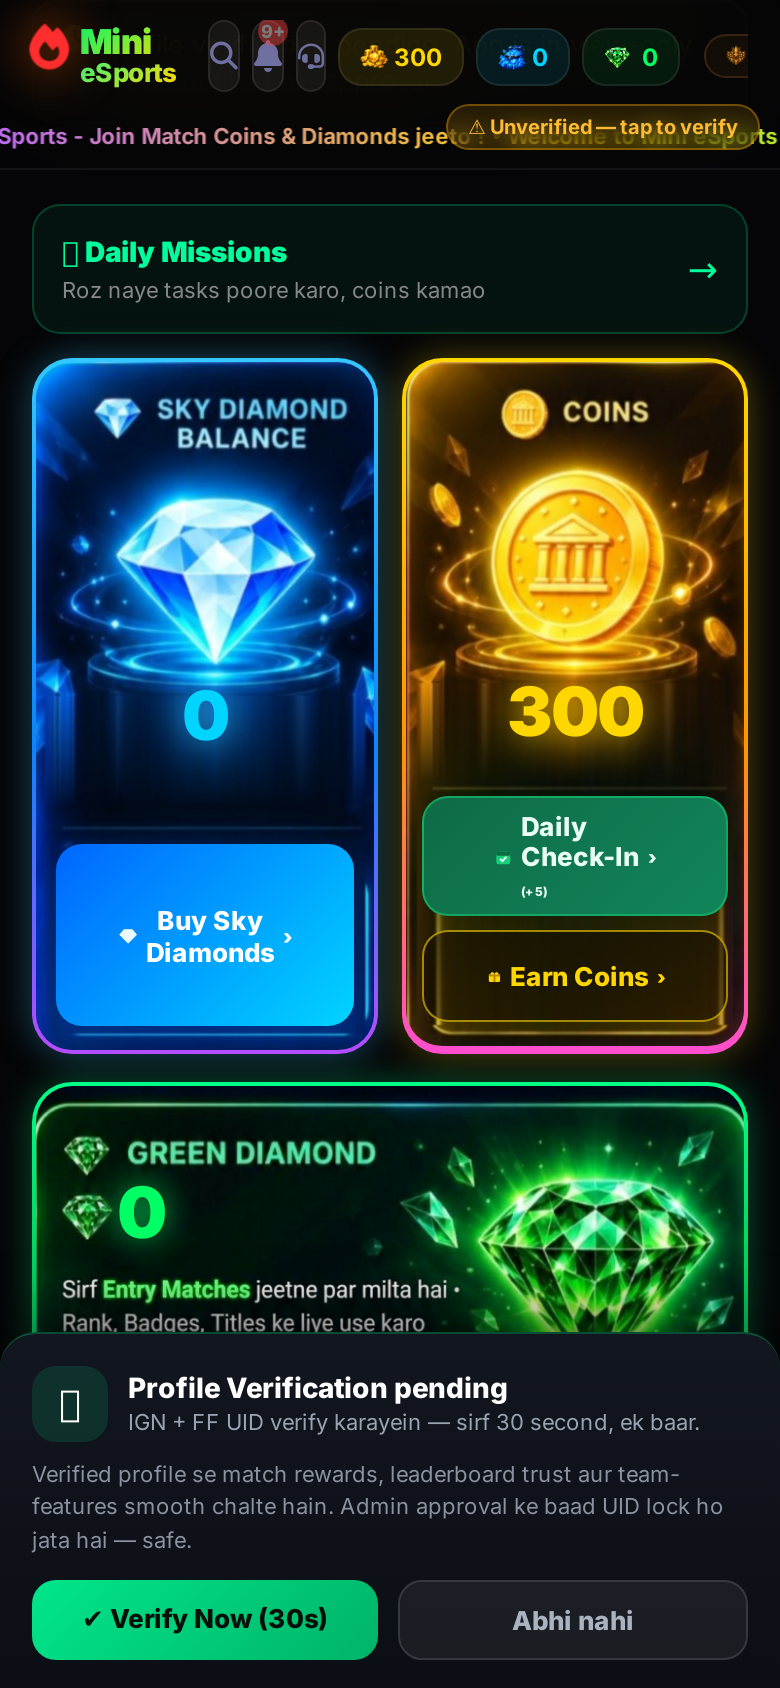 Mini
eSports
9+
300
0
0
Sports - Join Match Coins & Diamonds jeeto ! - Welcome to Mini eSports
⚠ Unverified — tap to verify
Daily Missions
→
Roz naye tasks poore karo, coins kamao
SKY DIAMOND
BALANCE
0
Buy Sky
Diamonds ›
COINS
300
Daily
Check-In ›
(+5)
Earn Coins ›
GREEN DIAMOND
0
Sirf Entry Matches jeetne par milta hai •
Rank, Badges, Titles ke liye use karo
Profile Verification pending
IGN + FF UID verify karayein — sirf 30 second, ek baar.
Verified profile se match rewards, leaderboard trust aur team-
features smooth chalte hain. Admin approval ke baad UID lock ho
jata hai — safe.
✔ Verify Now (30s)
Abhi nahi